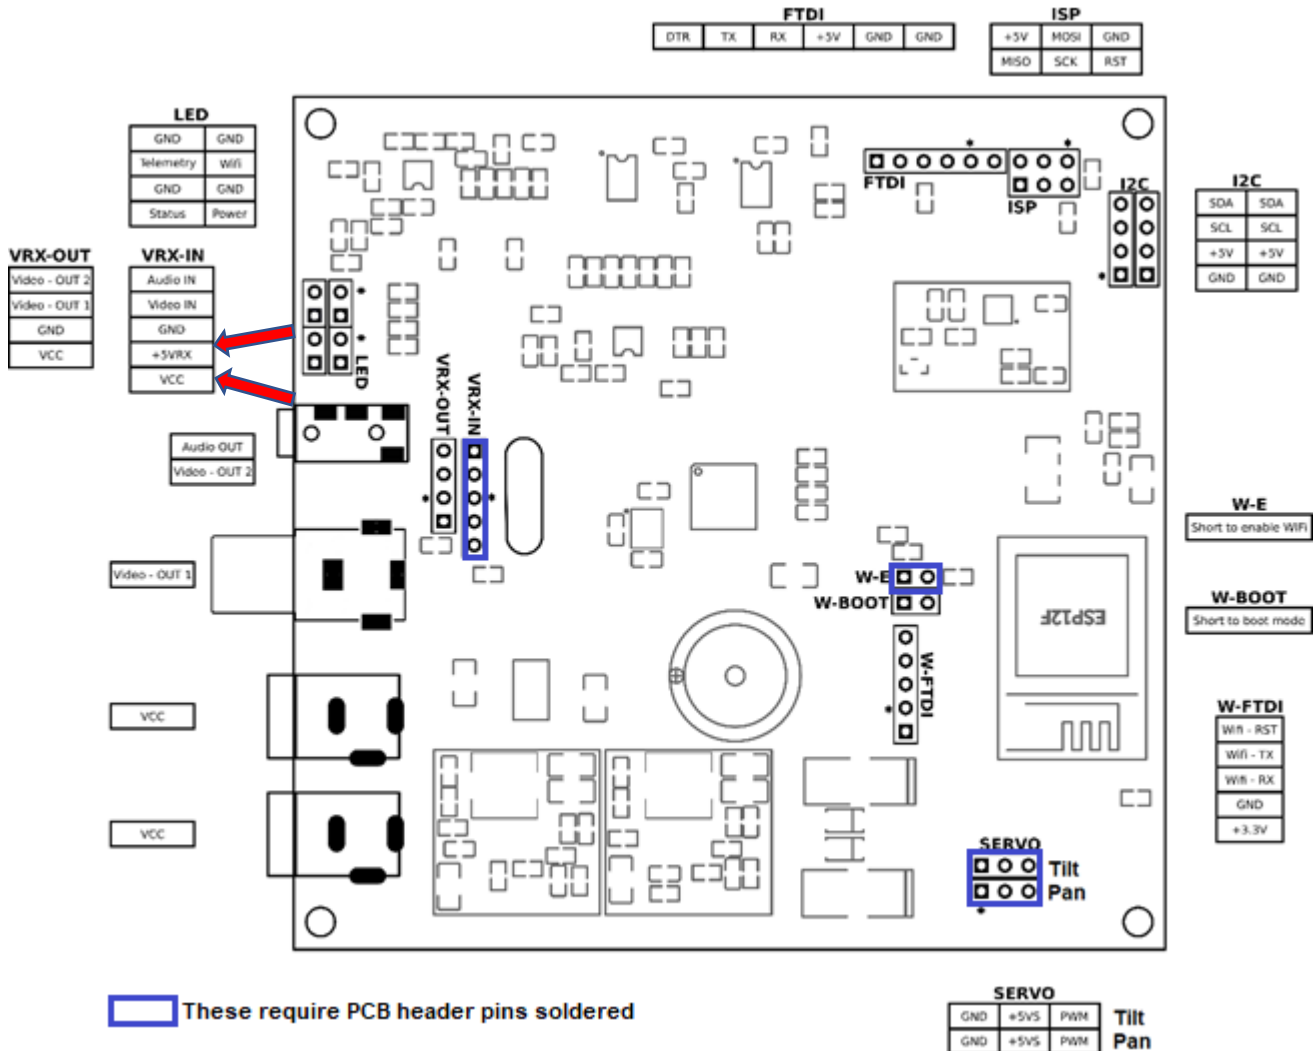 FTDI
DTR TX RX +5V GND GND
ISP
+5V MOSI GND
MISO SCK RST
LED
GND GND
Telemetry Wifi
GND GND
Status Power
VRX-OUT
Video - OUT 2
Video - OUT 1
GND
VCC
VRX-IN
Audio IN
Video IN
GND
+5VRX
VCC
Audio OUT
Video - OUT 2
Video - OUT 1
VCC
VCC
FTDI
ISP
I2C
LED
VRX-OUT
VRX-IN
W-E
W-BOOT
W-FTDI
ESP12F
SERVO
Tilt
Pan
I2C
SDA SDA
SCL SCL
+5V +5V
GND GND
W-E
Short to enable WiFi
W-BOOT
Short to boot mode
W-FTDI
Wifi - RST
Wifi - TX
Wifi - RX
GND
+3.3V
These require PCB header pins soldered
SERVO
GND +5VS PWM Tilt
GND +5VS PWM Pan